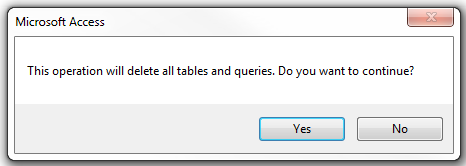 Microsoft Access
This operation will delete all tables and queries. Do you want to continue?
Yes No